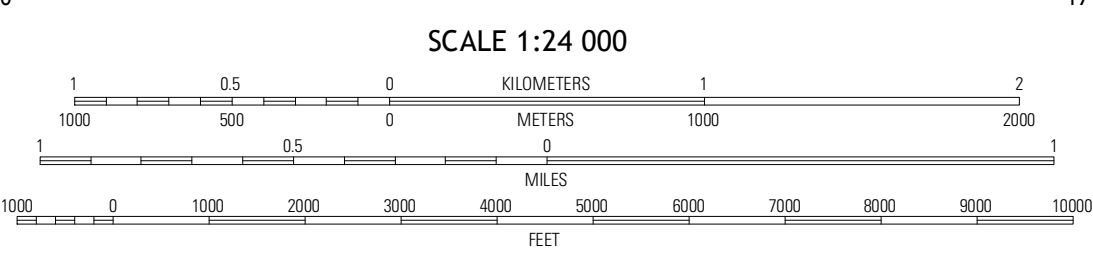 SCALE 1:24 000
1 0.5 0 KILOMETERS 1 2
1000 500 0 METERS 1000 2000
1 0.5 0 1
MILES
1000 0 1000 2000 3000 4000 5000 6000 7000 8000 9000 10000
FEET